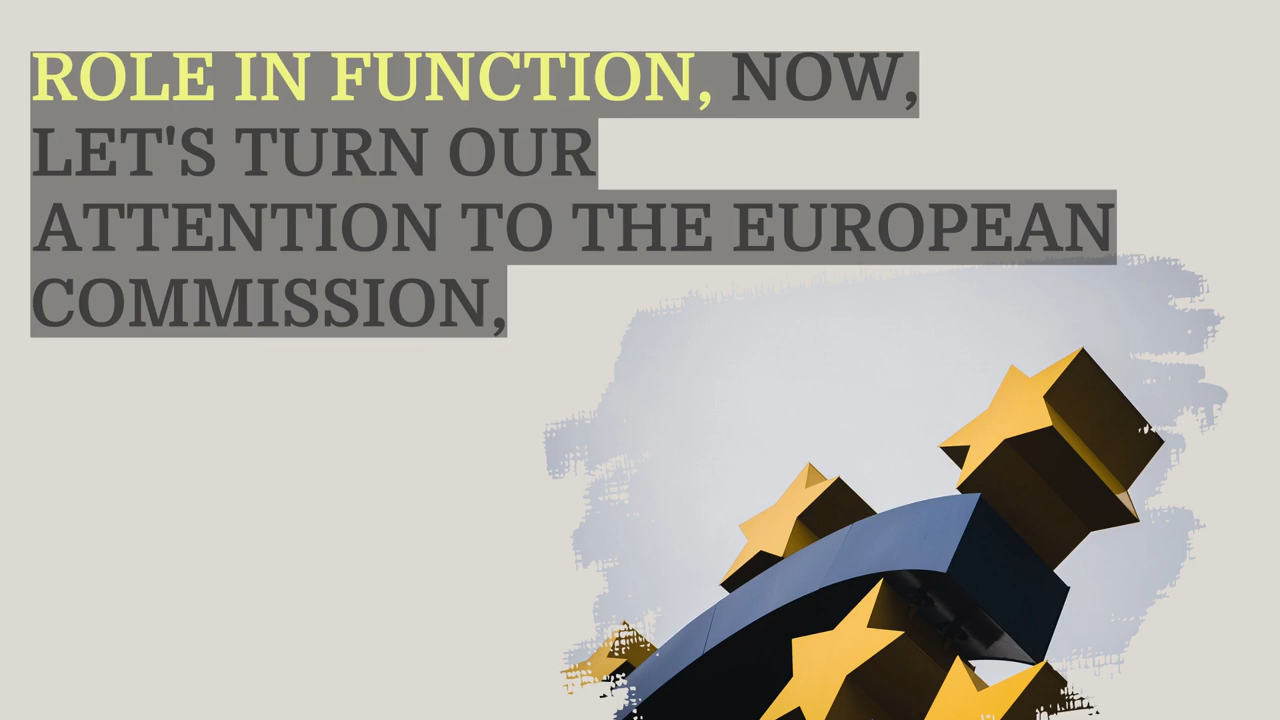 ROLE IN FUNCTION, NOW,
LET'S TURN OUR
ATTENTION TO THE EUROPEAN
COMMISSION,